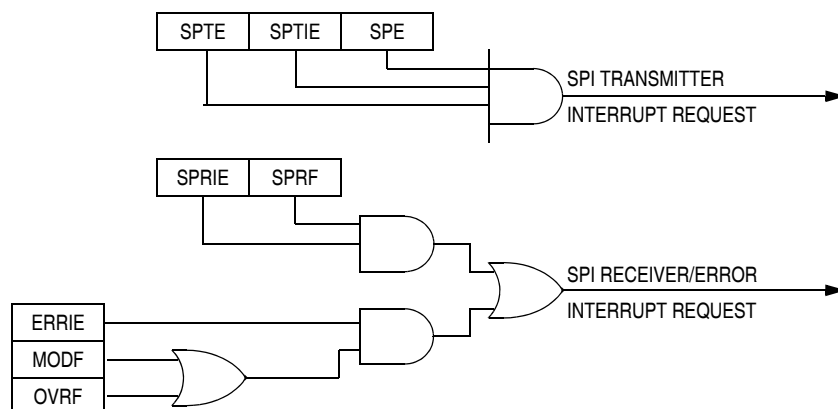 SPTE SPTIE SPE
SPI TRANSMITTER
INTERRUPT REQUEST
SPRIE SPRF
SPI RECEIVER/ERROR
INTERRUPT REQUEST
ERRIE
MODF
OVRF